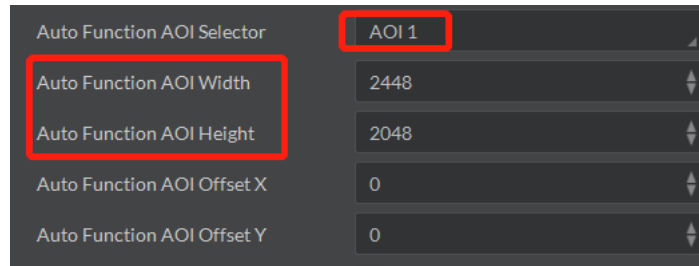 Auto Function AOI Selector AOI 1
Auto Function AOI Width 2448
Auto Function AOI Height 2048
Auto Function AOI Offset X 0
Auto Function AOI Offset Y 0